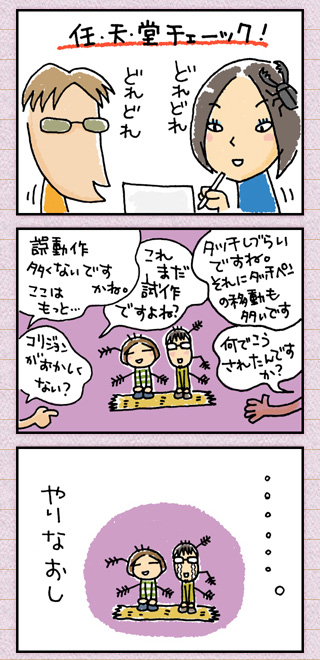 任・天・堂チェーック！
どれどれ
どれどれ
タッチしづらい
ですね。
それにタッチペン
の移動も
多いです
これ
まだ
試作
ですよね？
誤動作
多くないです
かね。
ここは
もっと…
コリジョン
がおかしく
ない？
何でこう
されたんです
か？
・・・・・・・。
やりなおし